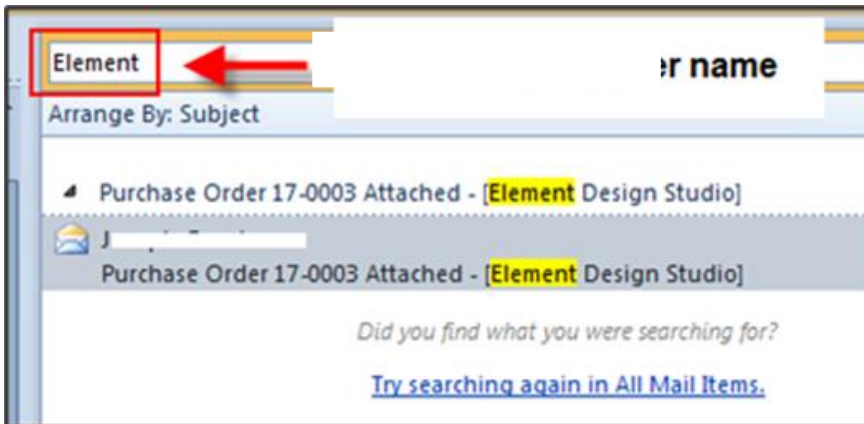 Element
name
Arrange By: Subject
Purchase Order 17-0003 Attached - [Element Design Studio]
Purchase Order 17-0003 Attached - [Element Design Studio]
Did you find what you were searching for?
Try searching again in All Mail Items.